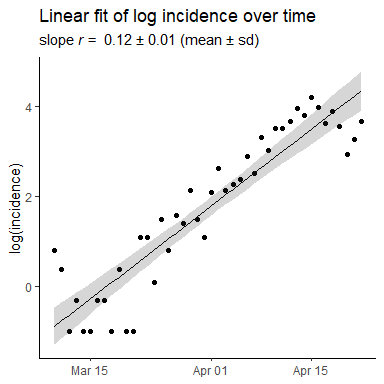 Linear fit of log incidence over time
slope r = 0.12 ± 0.01 (mean ± sd)
4
2
0
log(incidence)
Mar 15
Apr 01
Apr 15